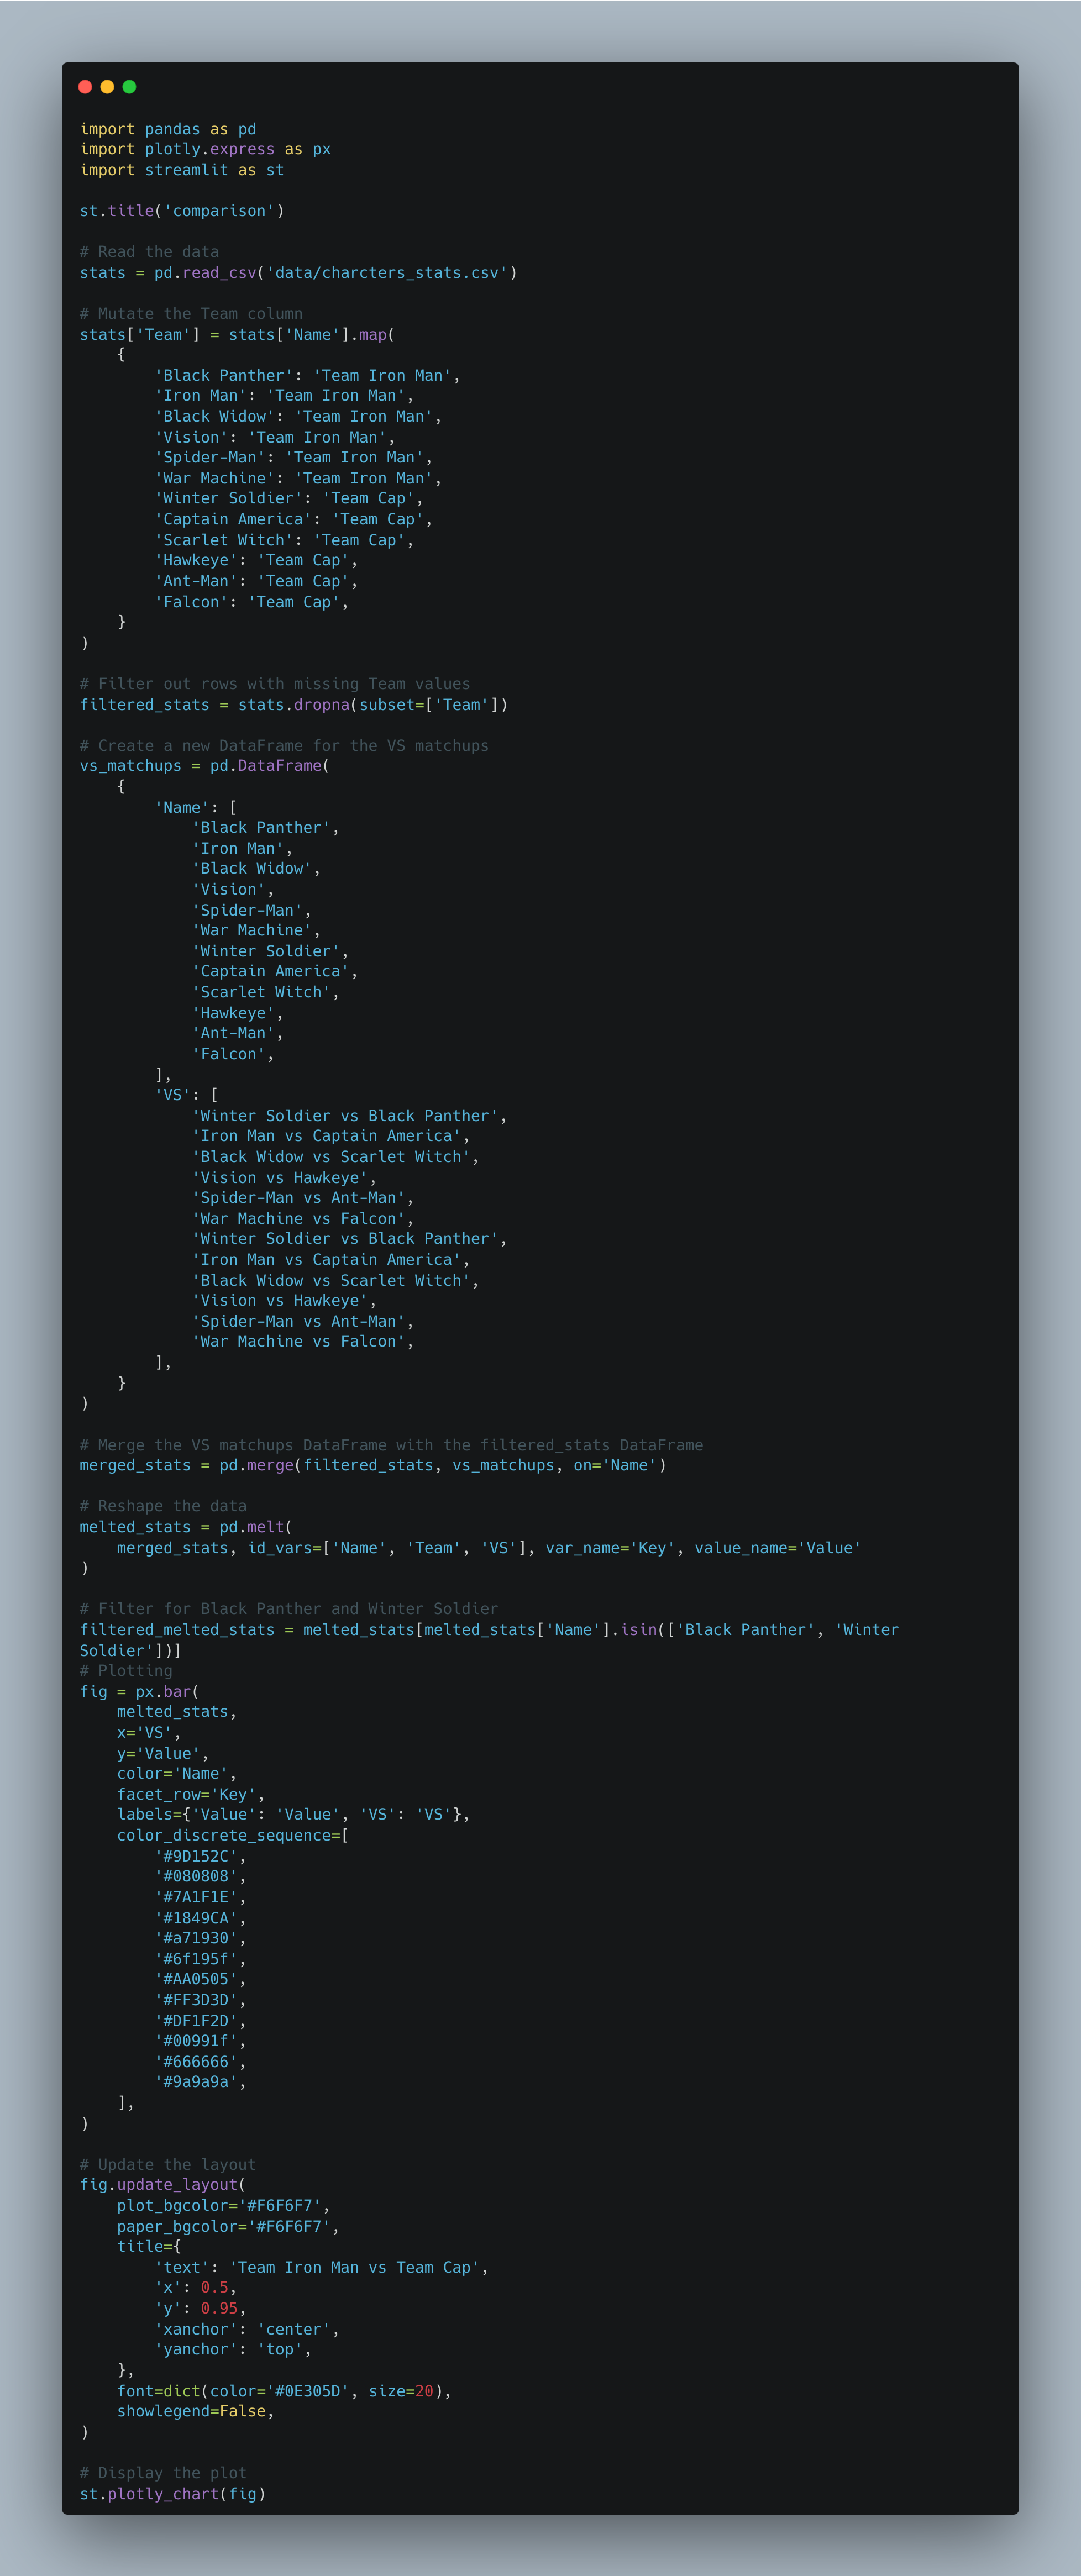 import pandas as pd
import plotly.express as px
import streamlit as st

st.title('comparison')

# Read the data
stats = pd.read_csv('data/charcters_stats.csv')

# Mutate the Team column
stats['Team'] = stats['Name'].map(
    {
        'Black Panther': 'Team Iron Man',
        'Iron Man': 'Team Iron Man',
        'Black Widow': 'Team Iron Man',
        'Vision': 'Team Iron Man',
        'Spider-Man': 'Team Iron Man',
        'War Machine': 'Team Iron Man',
        'Winter Soldier': 'Team Cap',
        'Captain America': 'Team Cap',
        'Scarlet Witch': 'Team Cap',
        'Hawkeye': 'Team Cap',
        'Ant-Man': 'Team Cap',
        'Falcon': 'Team Cap',
    }
)

# Filter out rows with missing Team values
filtered_stats = stats.dropna(subset=['Team'])

# Create a new DataFrame for the VS matchups
vs_matchups = pd.DataFrame(
    {
        'Name': [
            'Black Panther',
            'Iron Man',
            'Black Widow',
            'Vision',
            'Spider-Man',
            'War Machine',
            'Winter Soldier',
            'Captain America',
            'Scarlet Witch',
            'Hawkeye',
            'Ant-Man',
            'Falcon',
        ],
        'VS': [
            'Winter Soldier vs Black Panther',
            'Iron Man vs Captain America',
            'Black Widow vs Scarlet Witch',
            'Vision vs Hawkeye',
            'Spider-Man vs Ant-Man',
            'War Machine vs Falcon',
            'Winter Soldier vs Black Panther',
            'Iron Man vs Captain America',
            'Black Widow vs Scarlet Witch',
            'Vision vs Hawkeye',
            'Spider-Man vs Ant-Man',
            'War Machine vs Falcon',
        ],
    }
)

# Merge the VS matchups DataFrame with the filtered_stats DataFrame
merged_stats = pd.merge(filtered_stats, vs_matchups, on='Name')

# Reshape the data
melted_stats = pd.melt(
    merged_stats, id_vars=['Name', 'Team', 'VS'], var_name='Key', value_name='Value'
)

# Filter for Black Panther and Winter Soldier
filtered_melted_stats = melted_stats[melted_stats['Name'].isin(['Black Panther', 'Winter
Soldier'])]
# Plotting
fig = px.bar(
    melted_stats,
    x='VS',
    y='Value',
    color='Name',
    facet_row='Key',
    labels={'Value': 'Value', 'VS': 'VS'},
    color_discrete_sequence=[
        '#9D152C',
        '#080808',
        '#7A1F1E',
        '#1849CA',
        '#a71930',
        '#6f195f',
        '#AA0505',
        '#FF3D3D',
        '#DF1F2D',
        '#00991f',
        '#666666',
        '#9a9a9a',
    ],
)

# Update the layout
fig.update_layout(
    plot_bgcolor='#F6F6F7',
    paper_bgcolor='#F6F6F7',
    title={
        'text': 'Team Iron Man vs Team Cap',
        'x': 0.5,
        'y': 0.95,
        'xanchor': 'center',
        'yanchor': 'top',
    },
    font=dict(color='#0E305D', size=20),
    showlegend=False,
)

# Display the plot
st.plotly_chart(fig)